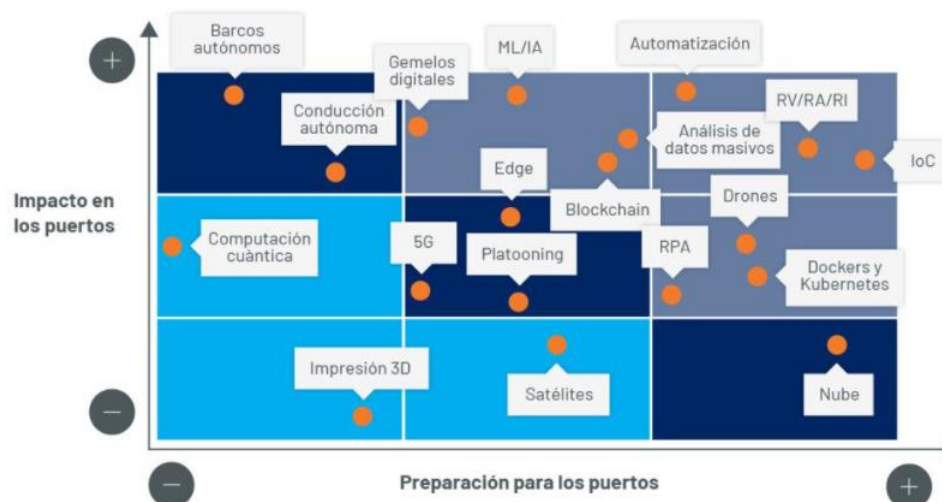 Barcos
autónomos
Gemelos
digitales
ML/IA
Automatización
Conducción
autónoma
RV/RA/RI
Análisis de
datos masivos
IoC
Edge
Blockchain
Drones
Impacto en
los puertos
Computación
cuàntica
5G
Platooning
RPA
Dockers y
Kubernetes
Impresión 3D
Satélites
Nube
Preparación para los puertos